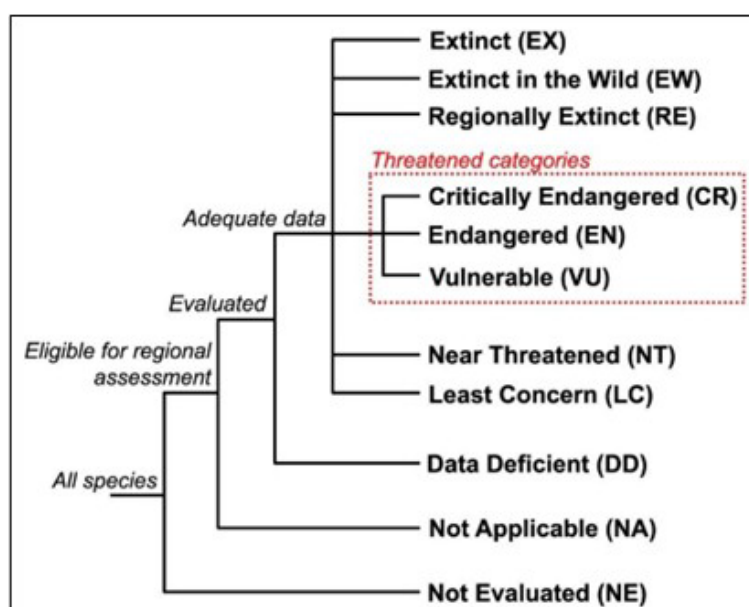 Extinct (EX)
Extinct in the Wild (EW)
Regionally Extinct (RE)
Threatened categories
Critically Endangered (CR)
Adequate data
Endangered (EN)
Vulnerable (VU)
Evaluated
Eligible for regional
assessment
Near Threatened (NT)
Least Concern (LC)
Data Deficient (DD)
All species
Not Applicable (NA)
Not Evaluated (NE)